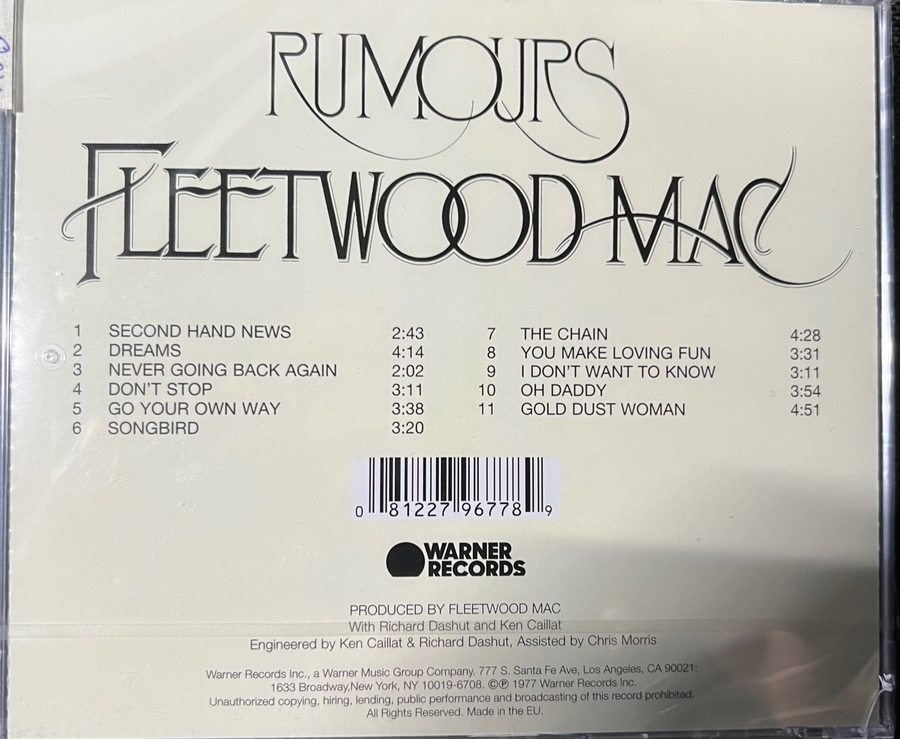 RUMOURS
FLEETWOOD MAC
1 SECOND HAND NEWS 2:43
2 DREAMS 4:14
3 NEVER GOING BACK AGAIN 2:02
4 DON'T STOP 3:11
5 GO YOUR OWN WAY 3:38
6 SONGBIRD 3:20
7 THE CHAIN 4:28
8 YOU MAKE LOVING FUN 3:31
9 I DON'T WANT TO KNOW 3:11
10 OH DADDY 3:54
11 GOLD DUST WOMAN 4:51
0 81227 96778 9
WARNER
RECORDS
PRODUCED BY FLEETWOOD MAC
With Richard Dashut and Ken Caillat
Engineered by Ken Caillat & Richard Dashut, Assisted by Chris Morris
Warner Records Inc., a Warner Music Group Company. 777 S. Santa Fe Ave, Los Angeles, CA 90021;
1633 Broadway,New York, NY 10019-6708. ©℗ 1977 Warner Records Inc.
Unauthorized copying, hiring, lending, public performance and broadcasting of this record prohibited.
All Rights Reserved. Made in the EU.